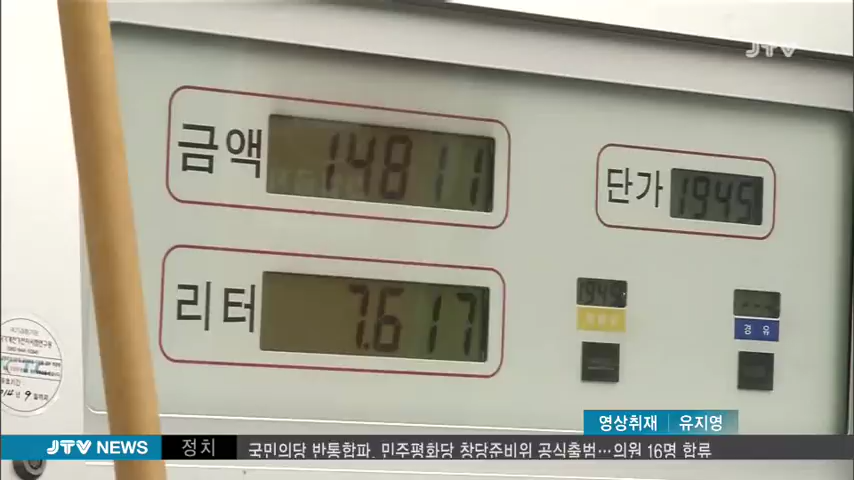 JTV
금액 14811
단가 1945
리터 7.617
1945
경유
영상취재 유지영
JTV NEWS 정치 국민의당 반통합파, 민주평화당 창당준비위 공식출범…의원 16명 합류